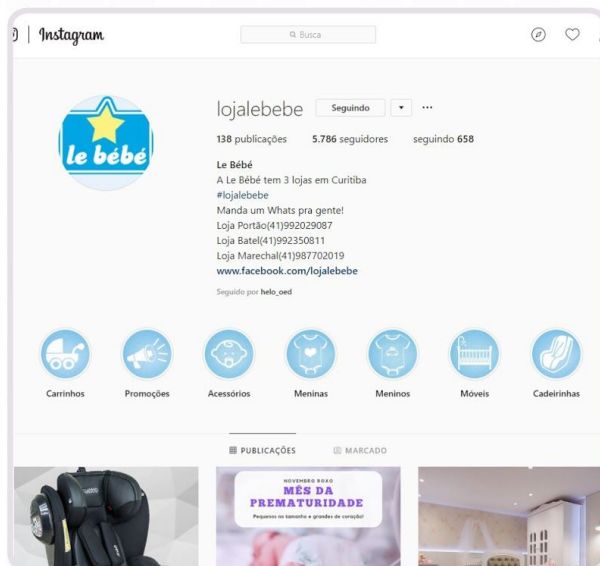 Instagram
Busca
le bébé
lojalebebe Seguindo
138 publicações 5.786 seguidores seguindo 658
Le Bébé
A Le Bébé tem 3 lojas em Curitiba
#lojalebebe
Manda um Whats pra gente!
Loja Portão(41)992029087
Loja Batel(41)992350811
Loja Marechal(41)987702019
www.facebook.com/lojalebebe
Seguido por helo_oed
Carrinhos Promoções Acessórios Meninas Meninos Móveis Cadeirinhas
PUBLICAÇÕES MARCADO
NOVEMBRO ROXO
MÊS DA
PREMATURIDADE
Pequenos no tamanho e grandes de coração!